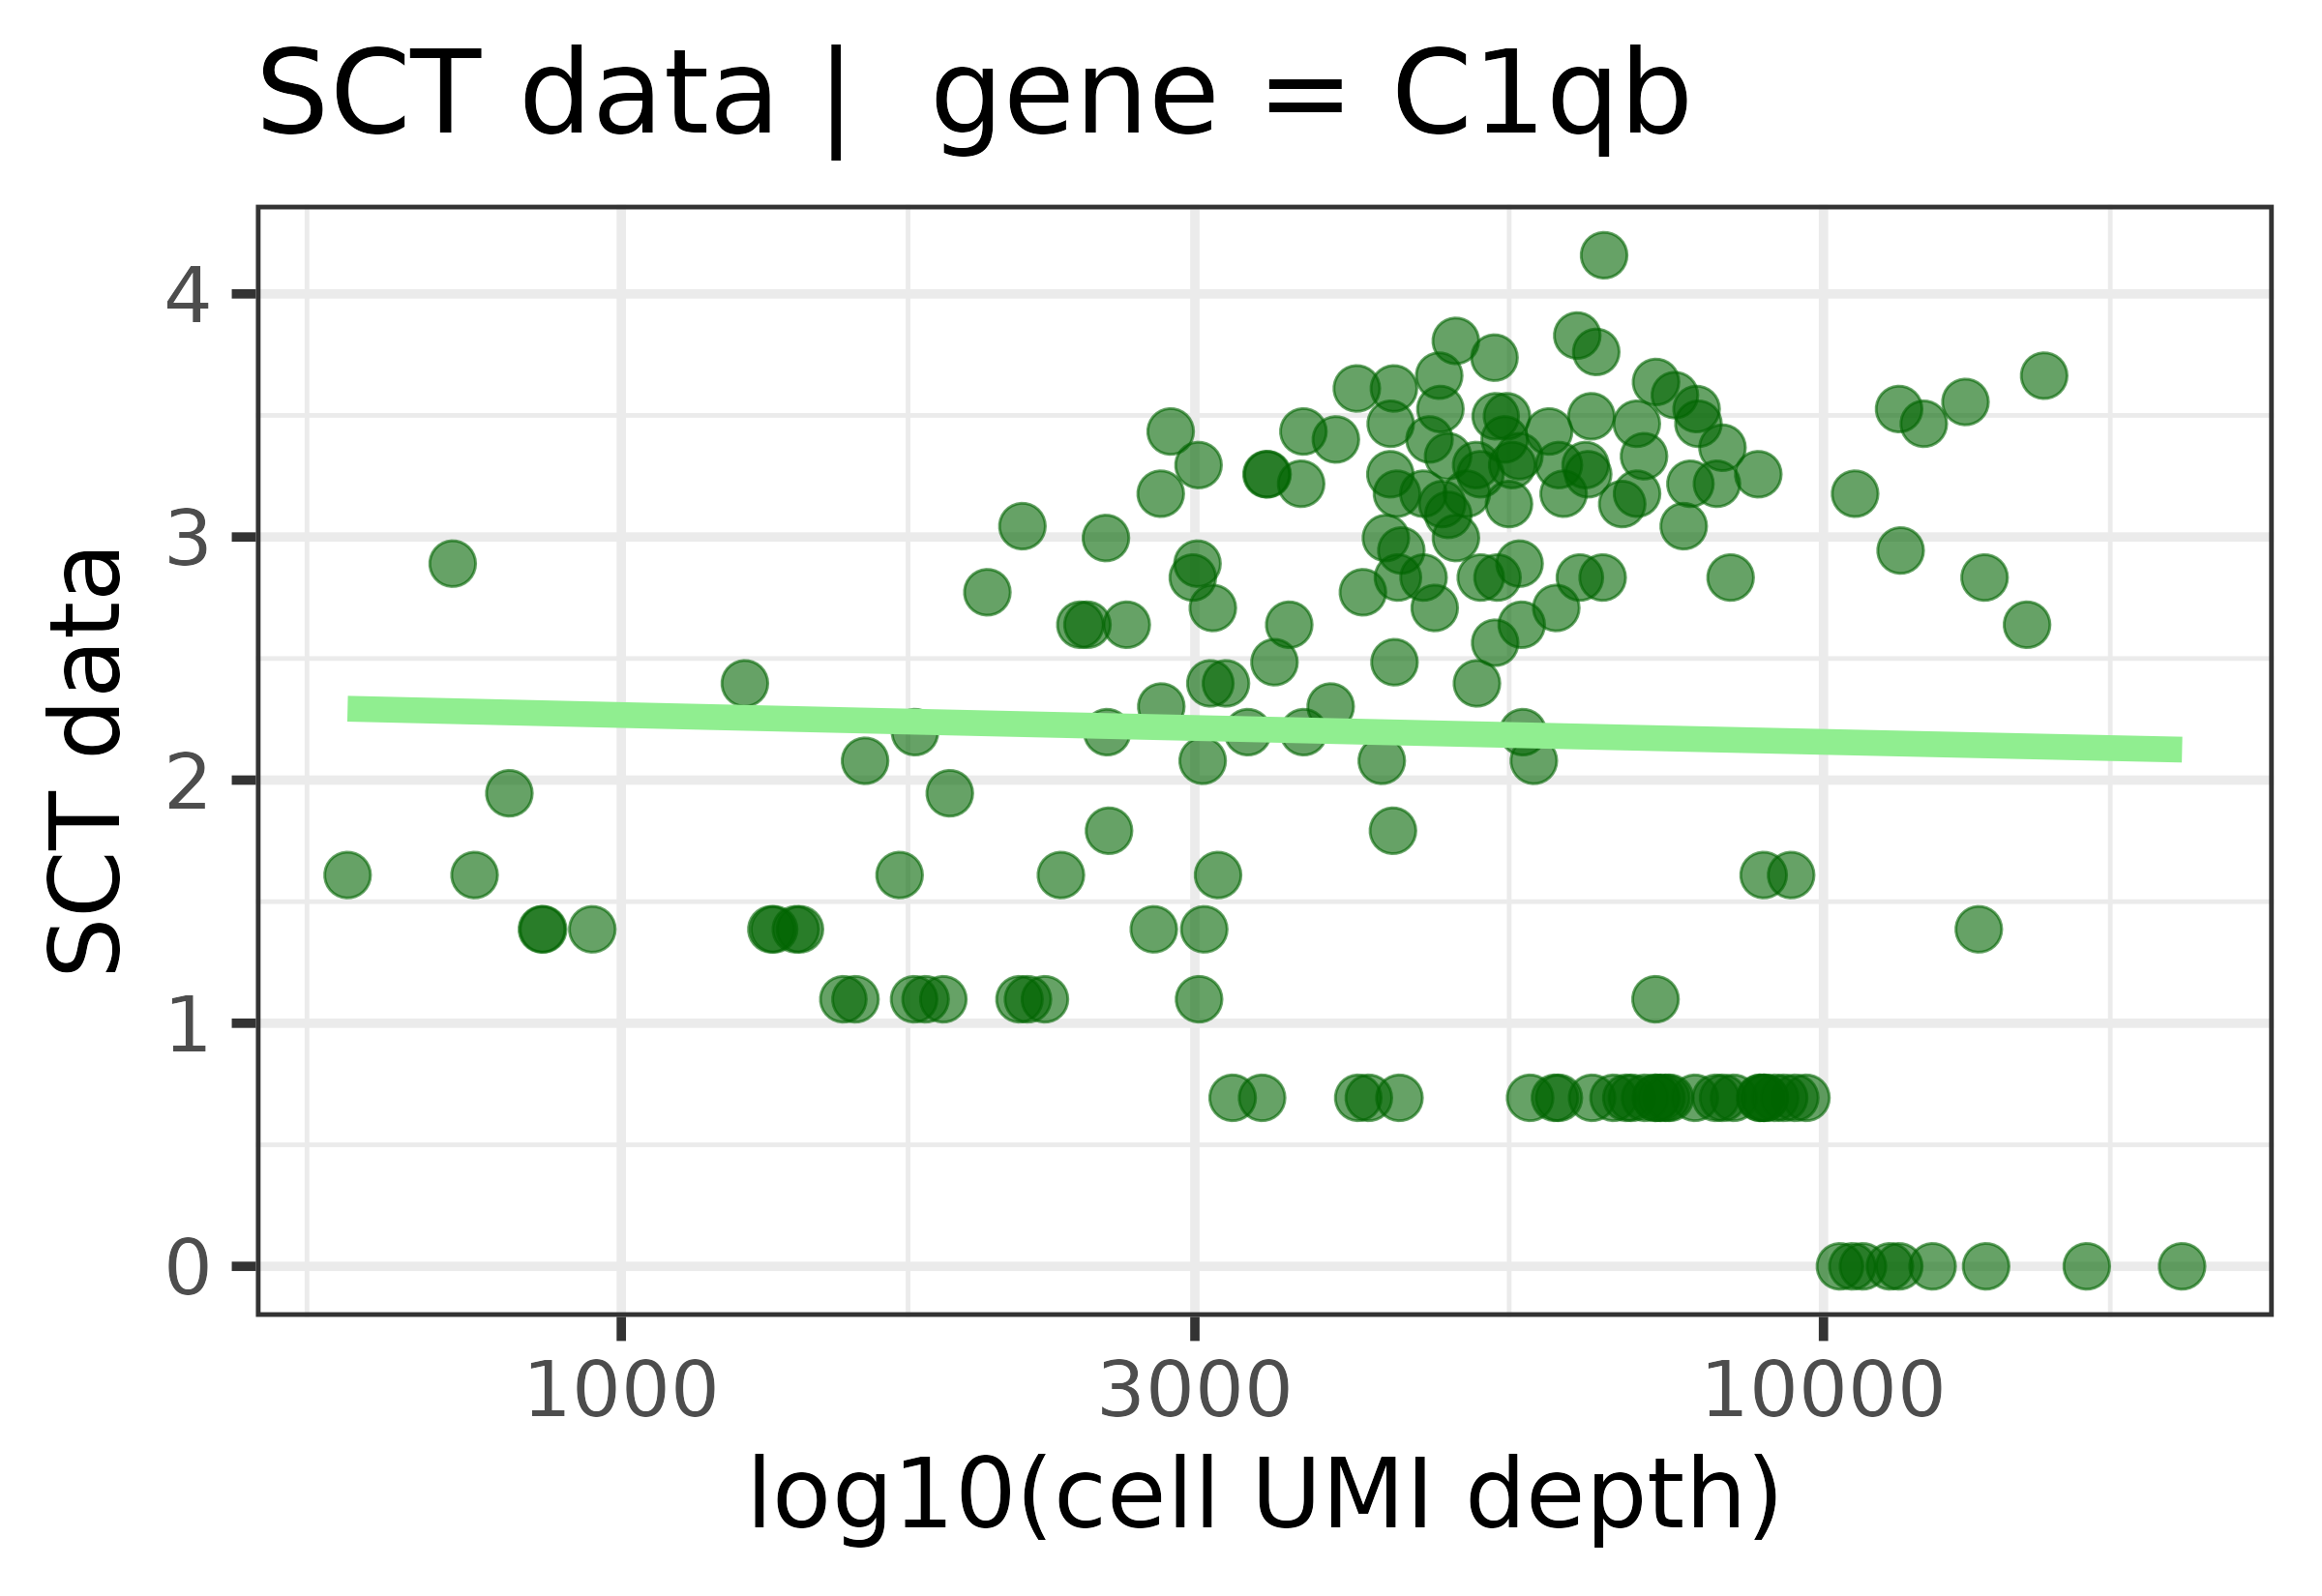 SCT data |  gene = C1qb
SCT data
4
3
2
1
0
1000
3000
10000
log10(cell UMI depth)